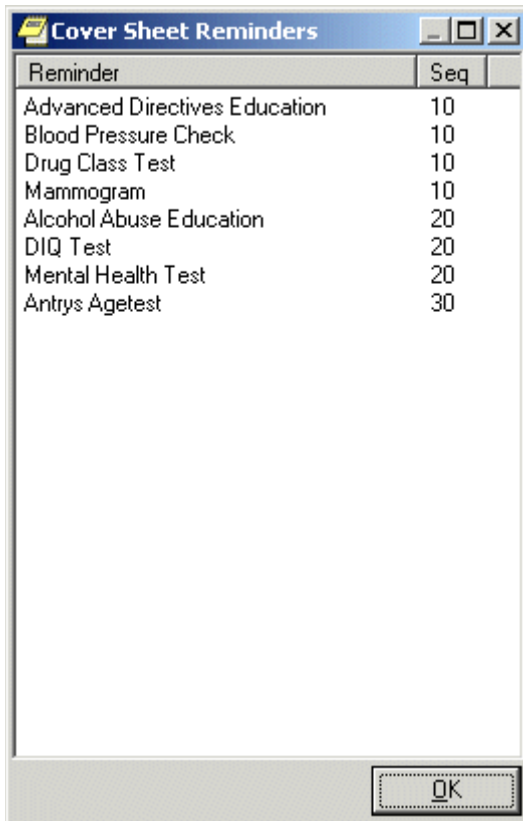 Cover Sheet Reminders
Reminder Seq
Advanced Directives Education 10
Blood Pressure Check 10
Drug Class Test 10
Mammogram 10
Alcohol Abuse Education 20
DIQ Test 20
Mental Health Test 20
Antrys Agetest 30
OK